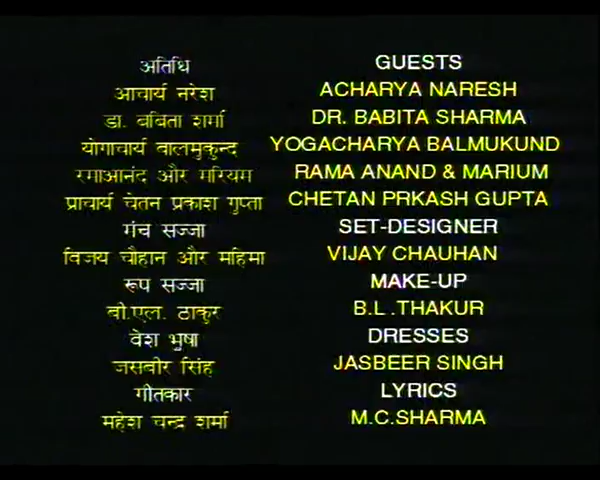 अतिथि GUESTS
आचार्य नरेश ACHARYA NARESH
डा. बबिता शर्मा DR. BABITA SHARMA
योगाचार्य बालमुकुन्द YOGACHARYA BALMUKUND
रमाआनंद और मरियम RAMA ANAND & MARIUM
प्राचार्य चेतन प्रकाश गुप्ता CHETAN PRKASH GUPTA
मंच सज्जा SET-DESIGNER
विजय चौहान और महिमा VIJAY CHAUHAN
रूप सज्जा MAKE-UP
बी.एल. ठाकुर B.L .THAKUR
वेश भुषा DRESSES
जसबीर सिंह JASBEER SINGH
गीतकार LYRICS
महेश चन्द्र शर्मा M.C.SHARMA